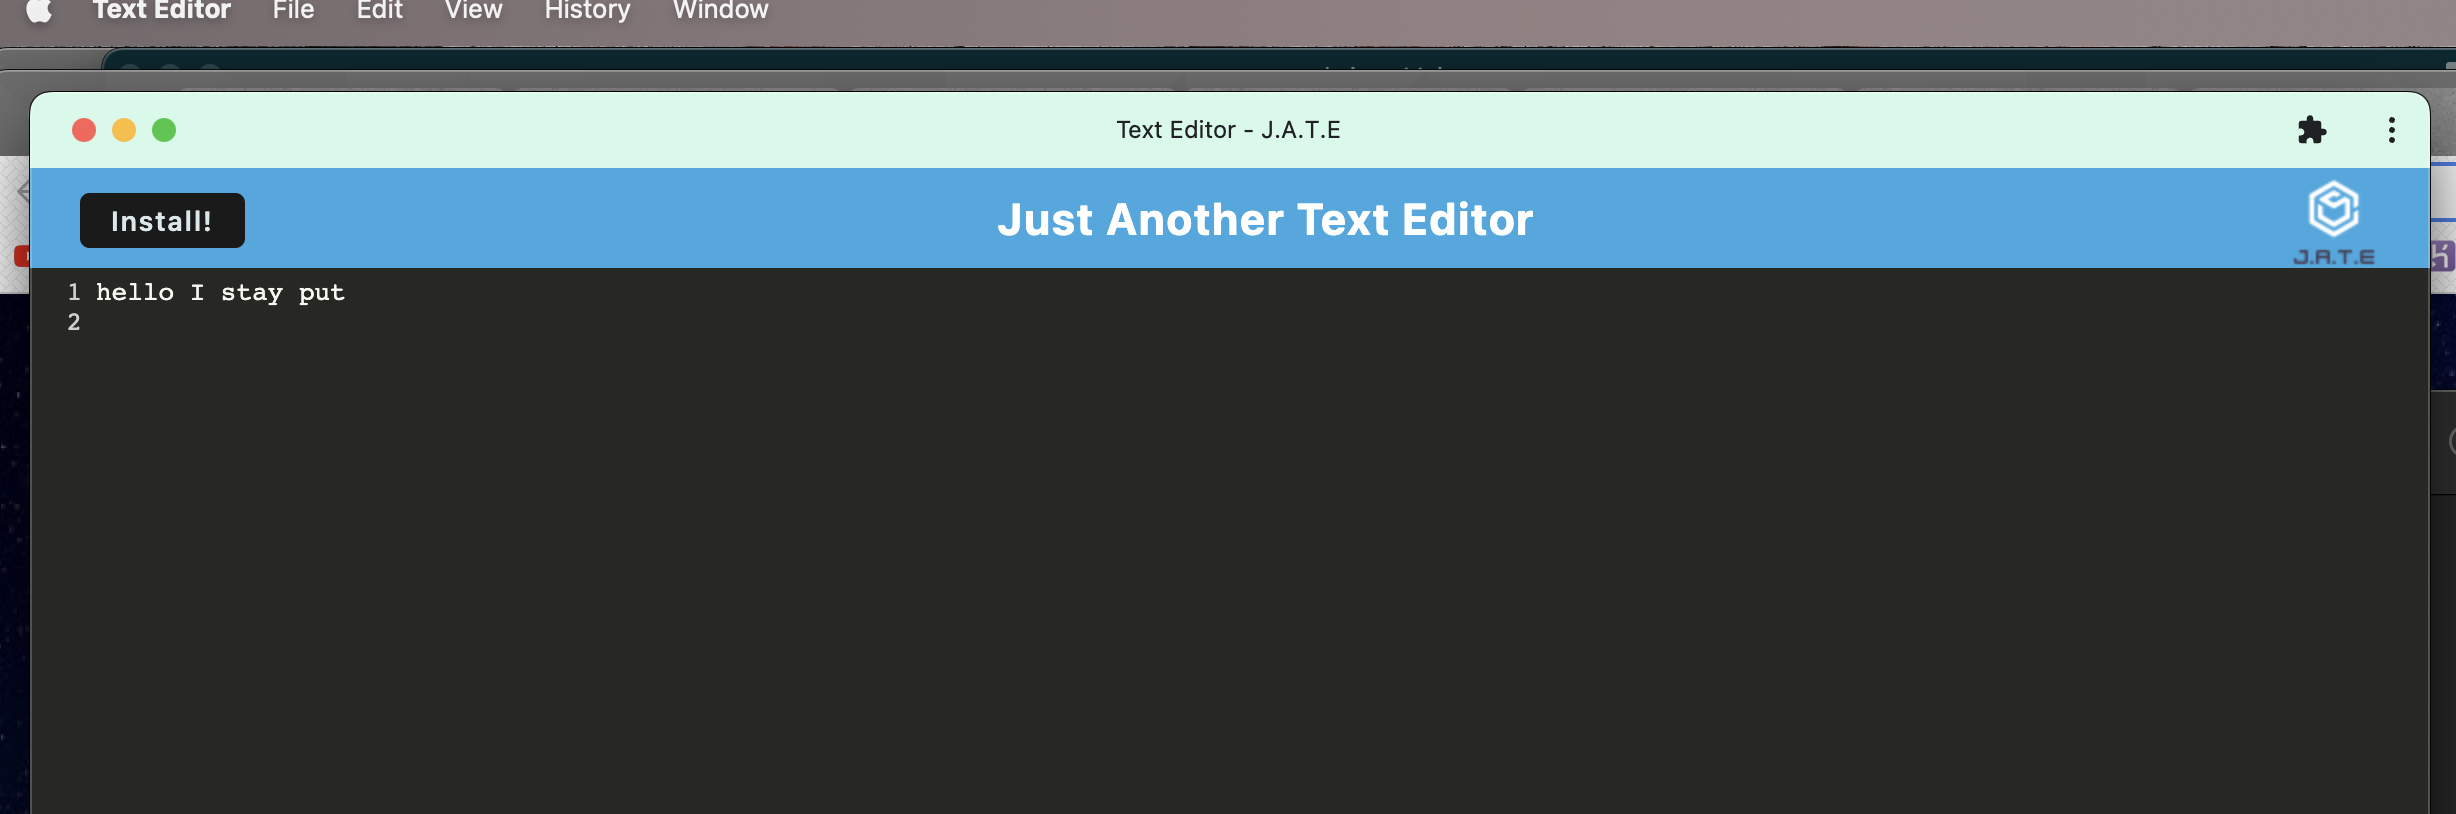 Text Editor File Edit View History Window
Text Editor - J.A.T.E
Install! Just Another Text Editor
J.A.T.E
1 hello I stay put
2